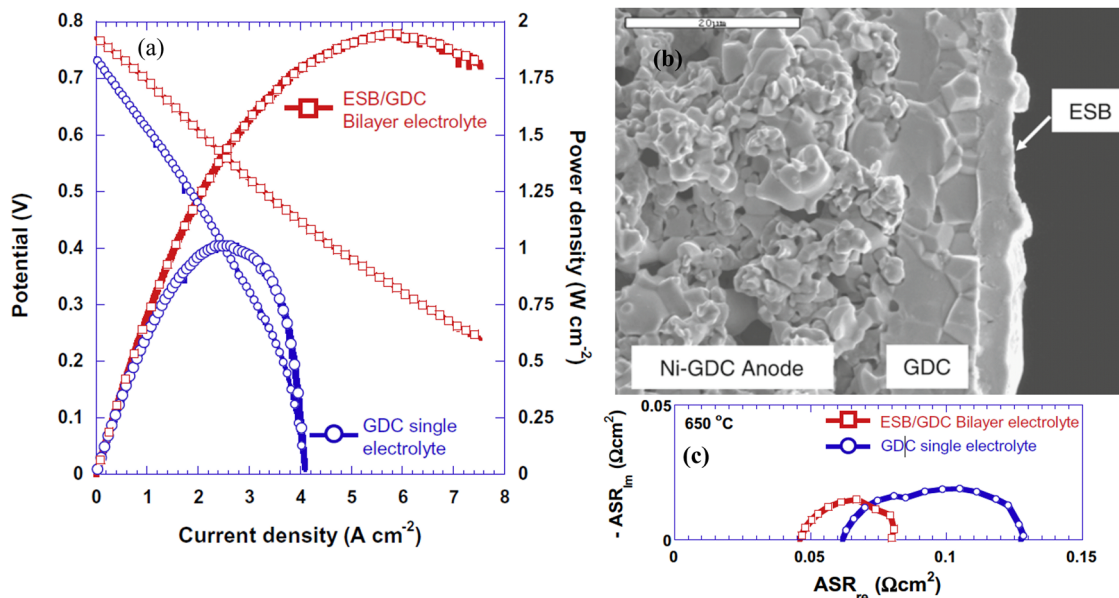 (a)
ESB/GDC
Bilayer electrolyte
GDC single
electrolyte
Potential (V)
0.8
0.7
0.6
0.5
0.4
0.3
0.2
0.1
0
Power density (W cm-2)
2
1.75
1.5
1.25
1
0.75
0.5
0.25
0
0 1 2 3 4 5 6 7 8
Current density (A cm-2)
20μm
(b)
ESB
Ni-GDC Anode
GDC
0.05
0
- ASRIm (Ωcm2)
650 °C
(c)
ESB/GDC Bilayer electrolyte
GDC single electrolyte
0 0.05 0.1 0.15
ASRre (Ωcm2)